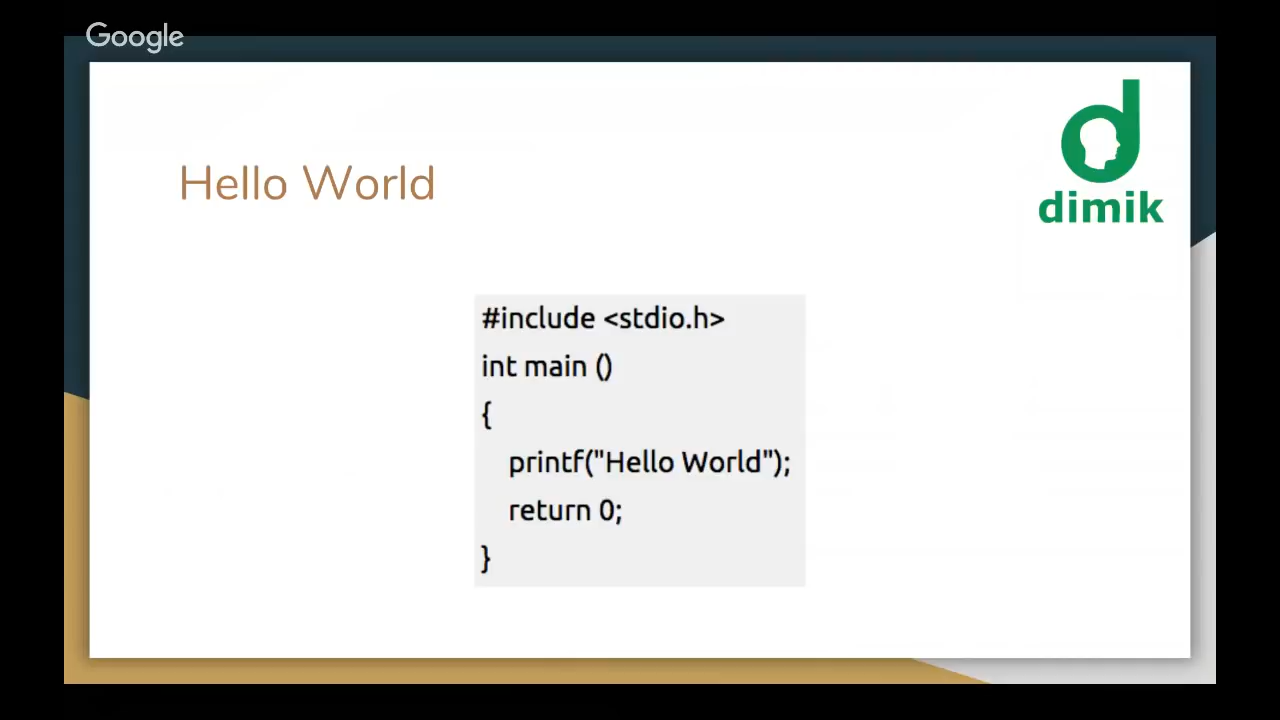 Google
dimik
Hello World
#include <stdio.h>
int main ()
{
    printf("Hello World");
    return 0;
}